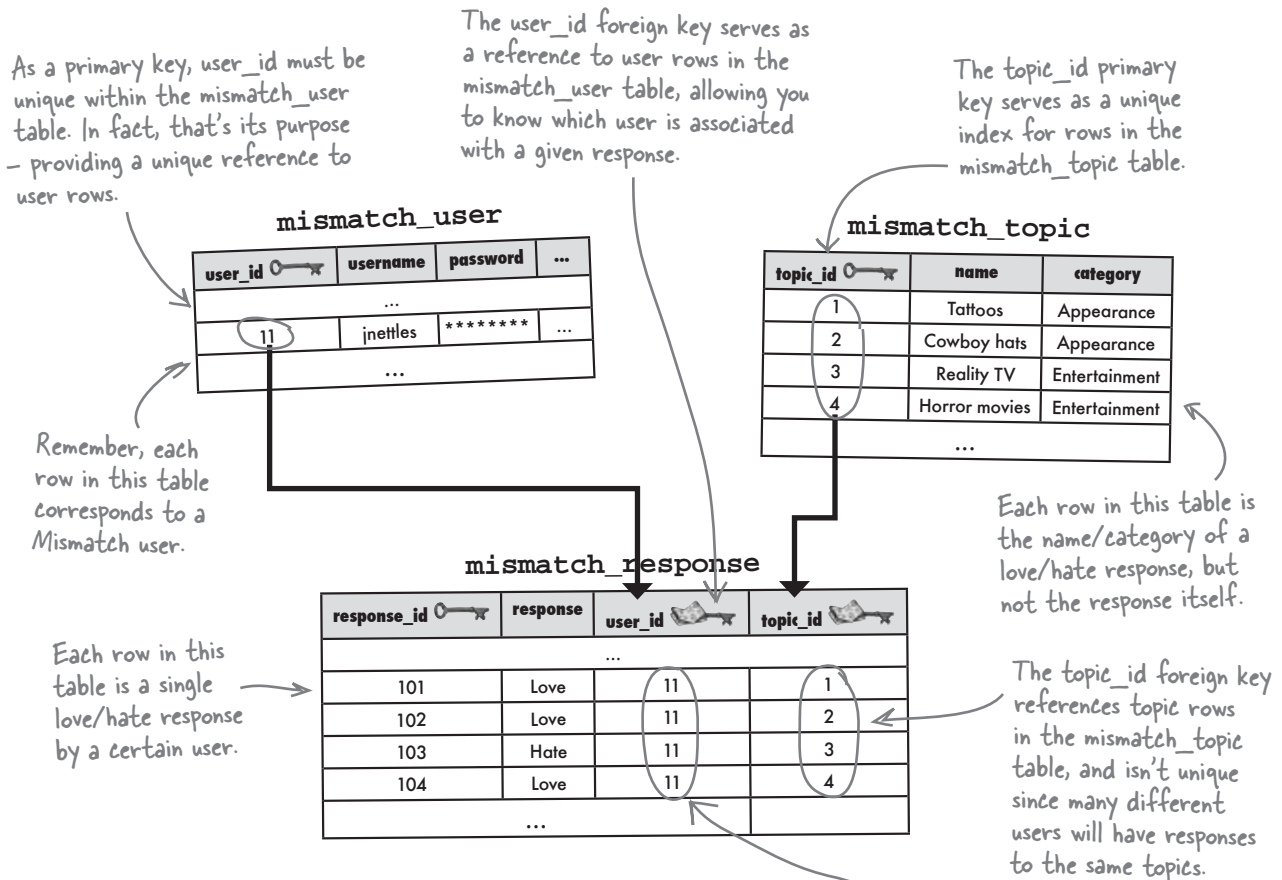 The user_id foreign key serves as
a reference to user rows in the
mismatch_user table, allowing you
to know which user is associated
with a given response.
As a primary key, user_id must be
unique within the mismatch_user
table. In fact, that's its purpose
– providing a unique reference to
user rows.
The topic_id primary
key serves as a unique
index for rows in the
mismatch_topic table.
mismatch_user
user_id username password ...
...
11 jnettles ******** ...
...
mismatch_topic
topic_id name category
1 Tattoos Appearance
2 Cowboy hats Appearance
3 Reality TV Entertainment
4 Horror movies Entertainment
...
Remember, each
row in this table
corresponds to a
Mismatch user.
Each row in this table is
the name/category of a
love/hate response, but
not the response itself.
mismatch_response
response_id response user_id topic_id
...
101 Love 11 1
102 Love 11 2
103 Hate 11 3
104 Love 11 4
...
Each row in this
table is a single
love/hate response
by a certain user.
The topic_id foreign key
references topic rows
in the mismatch_topic
table, and isn't unique
since many different
users will have responses
to the same topics.